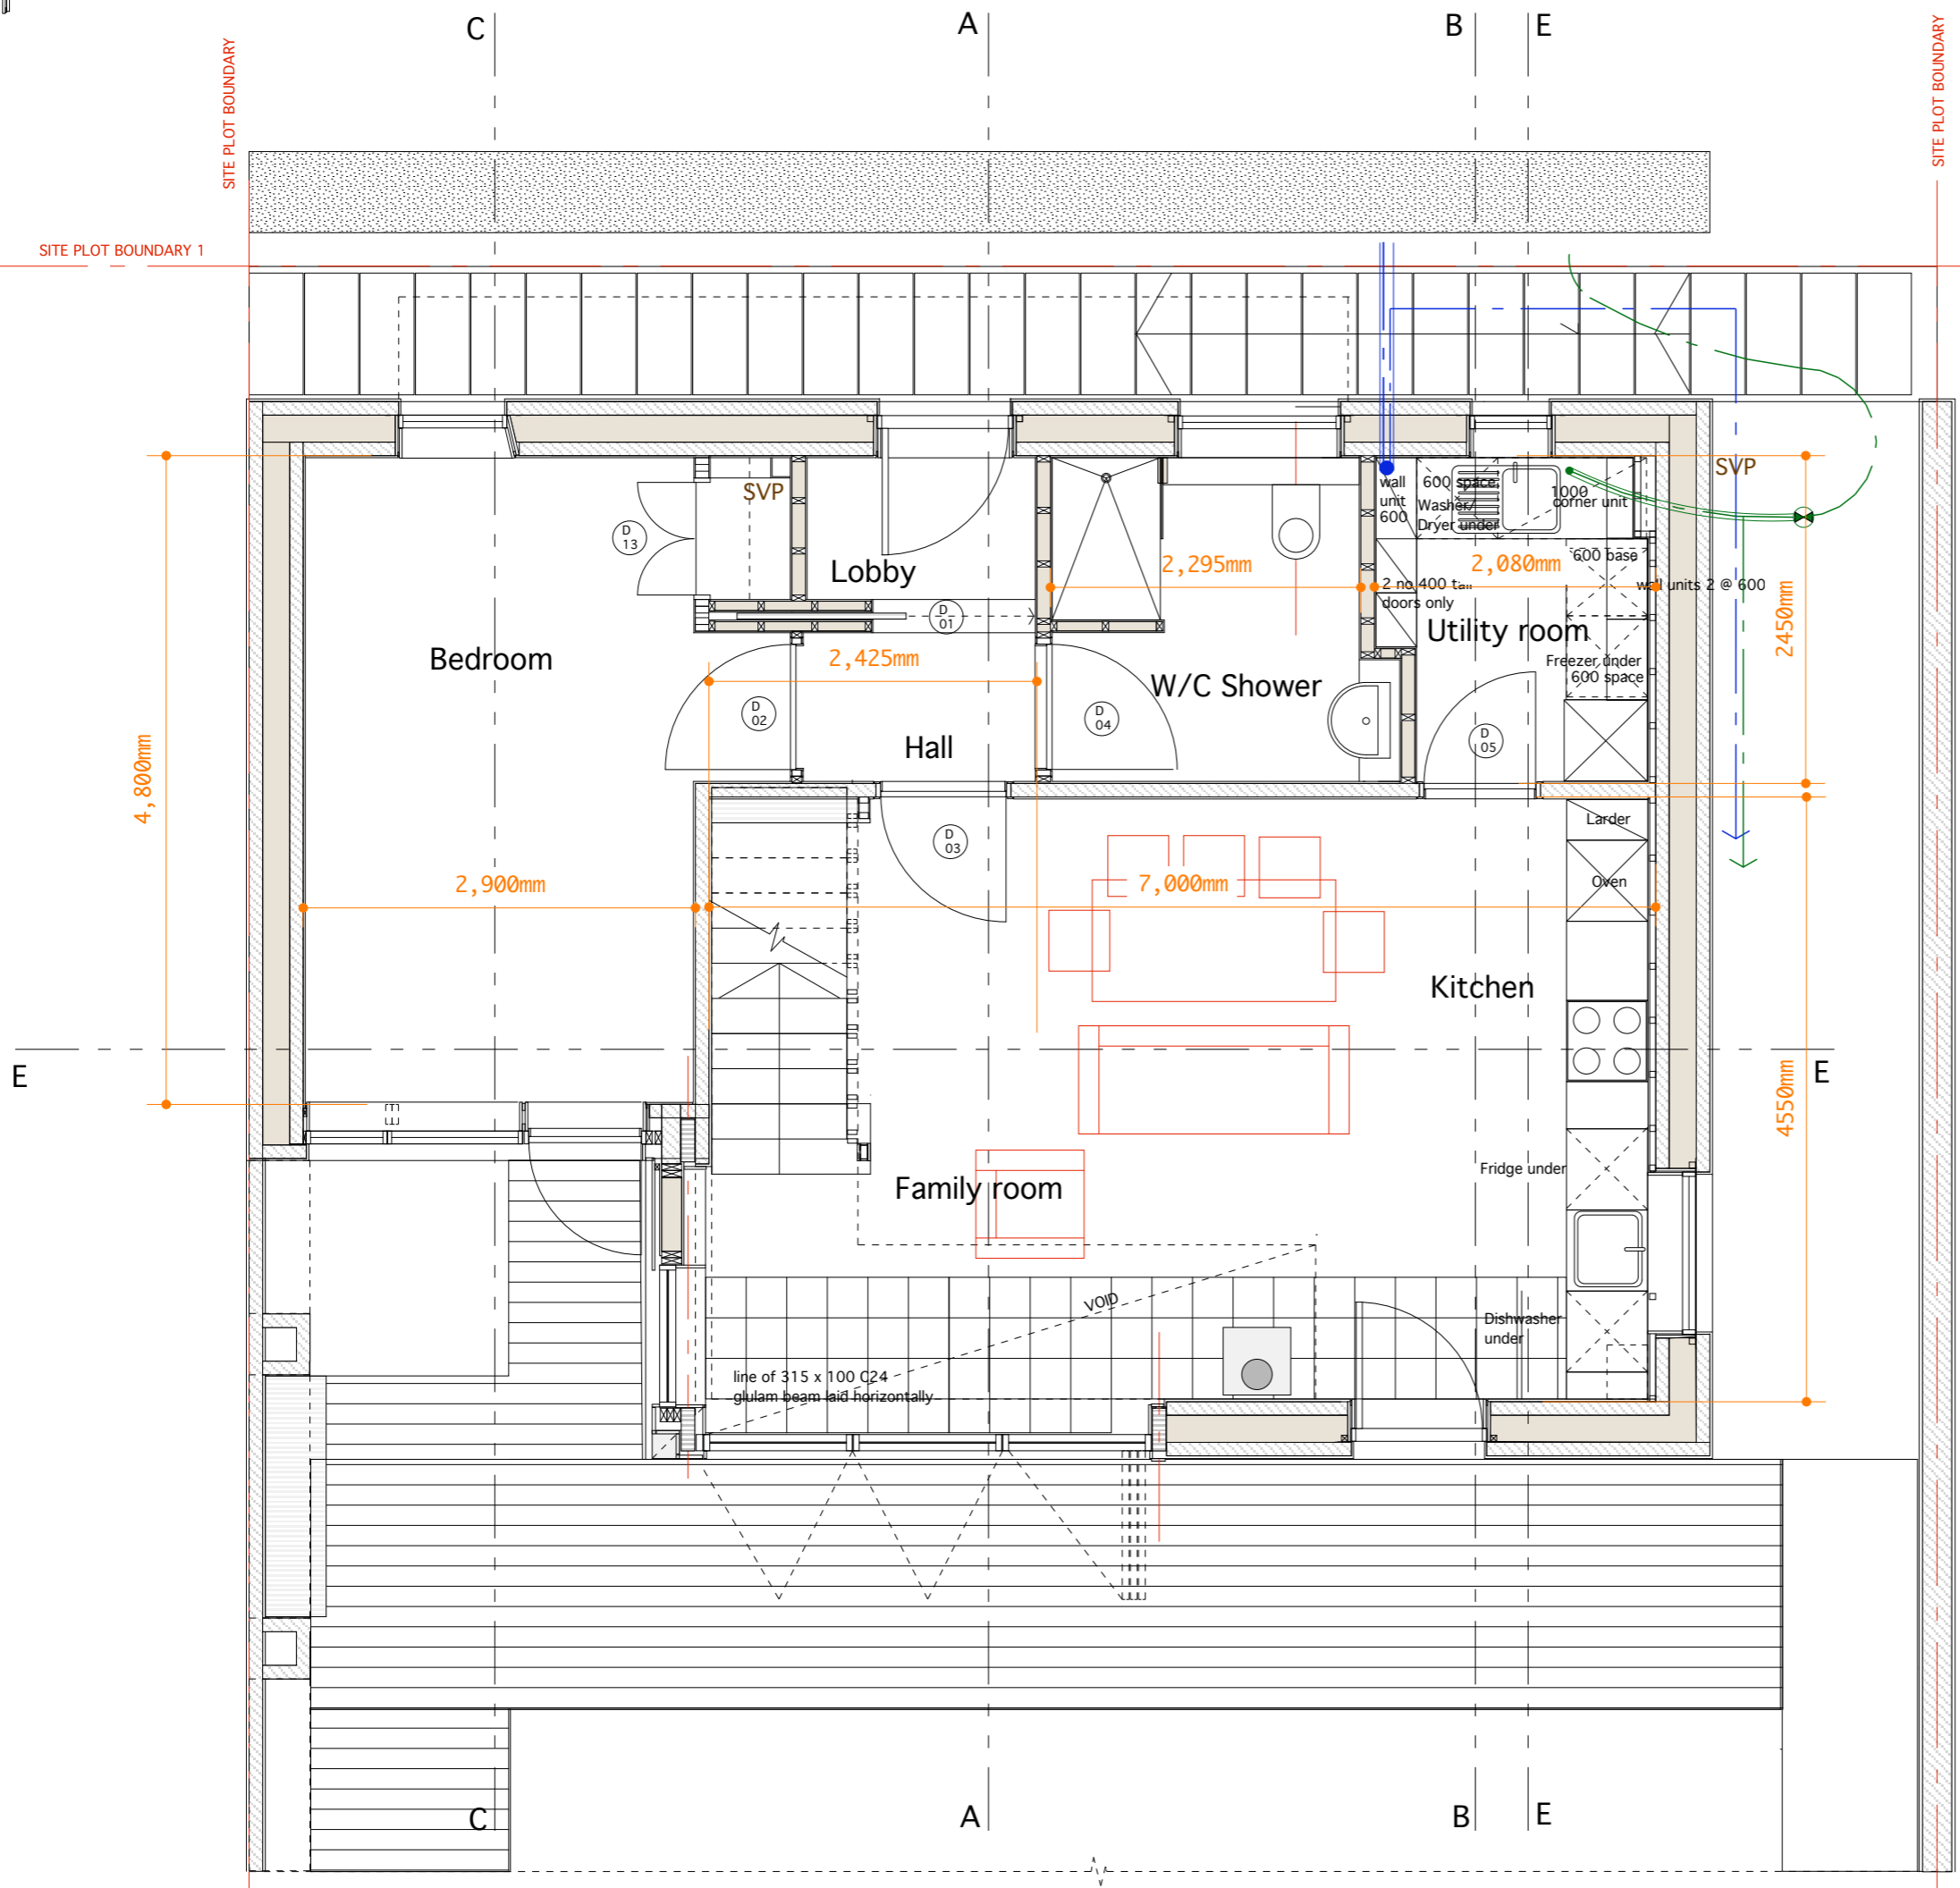 C
A
B
E
SITE PLOT BOUNDARY
SITE PLOT BOUNDARY
SITE PLOT BOUNDARY 1
SVP
SVP
wall
unit
600
600 space
Washer/
Dryer under
1000
corner unit
D
13
Lobby
2,295mm
2,080mm
600 base
2 no 400 tall
doors only
wall units 2 @ 600
D
01
Utility room
2450mm
Bedroom
2,425mm
Freezer under
600 space
W/C Shower
D
02
D
04
D
05
Hall
4,800mm
Larder
D
03
2,900mm
7,000mm
Oven
Kitchen
E
E
4550mm
Fridge under
Family room
VOID
Dishwasher
under
line of 315 x 100 C24
glulam beam laid horizontally
C
A
B
E